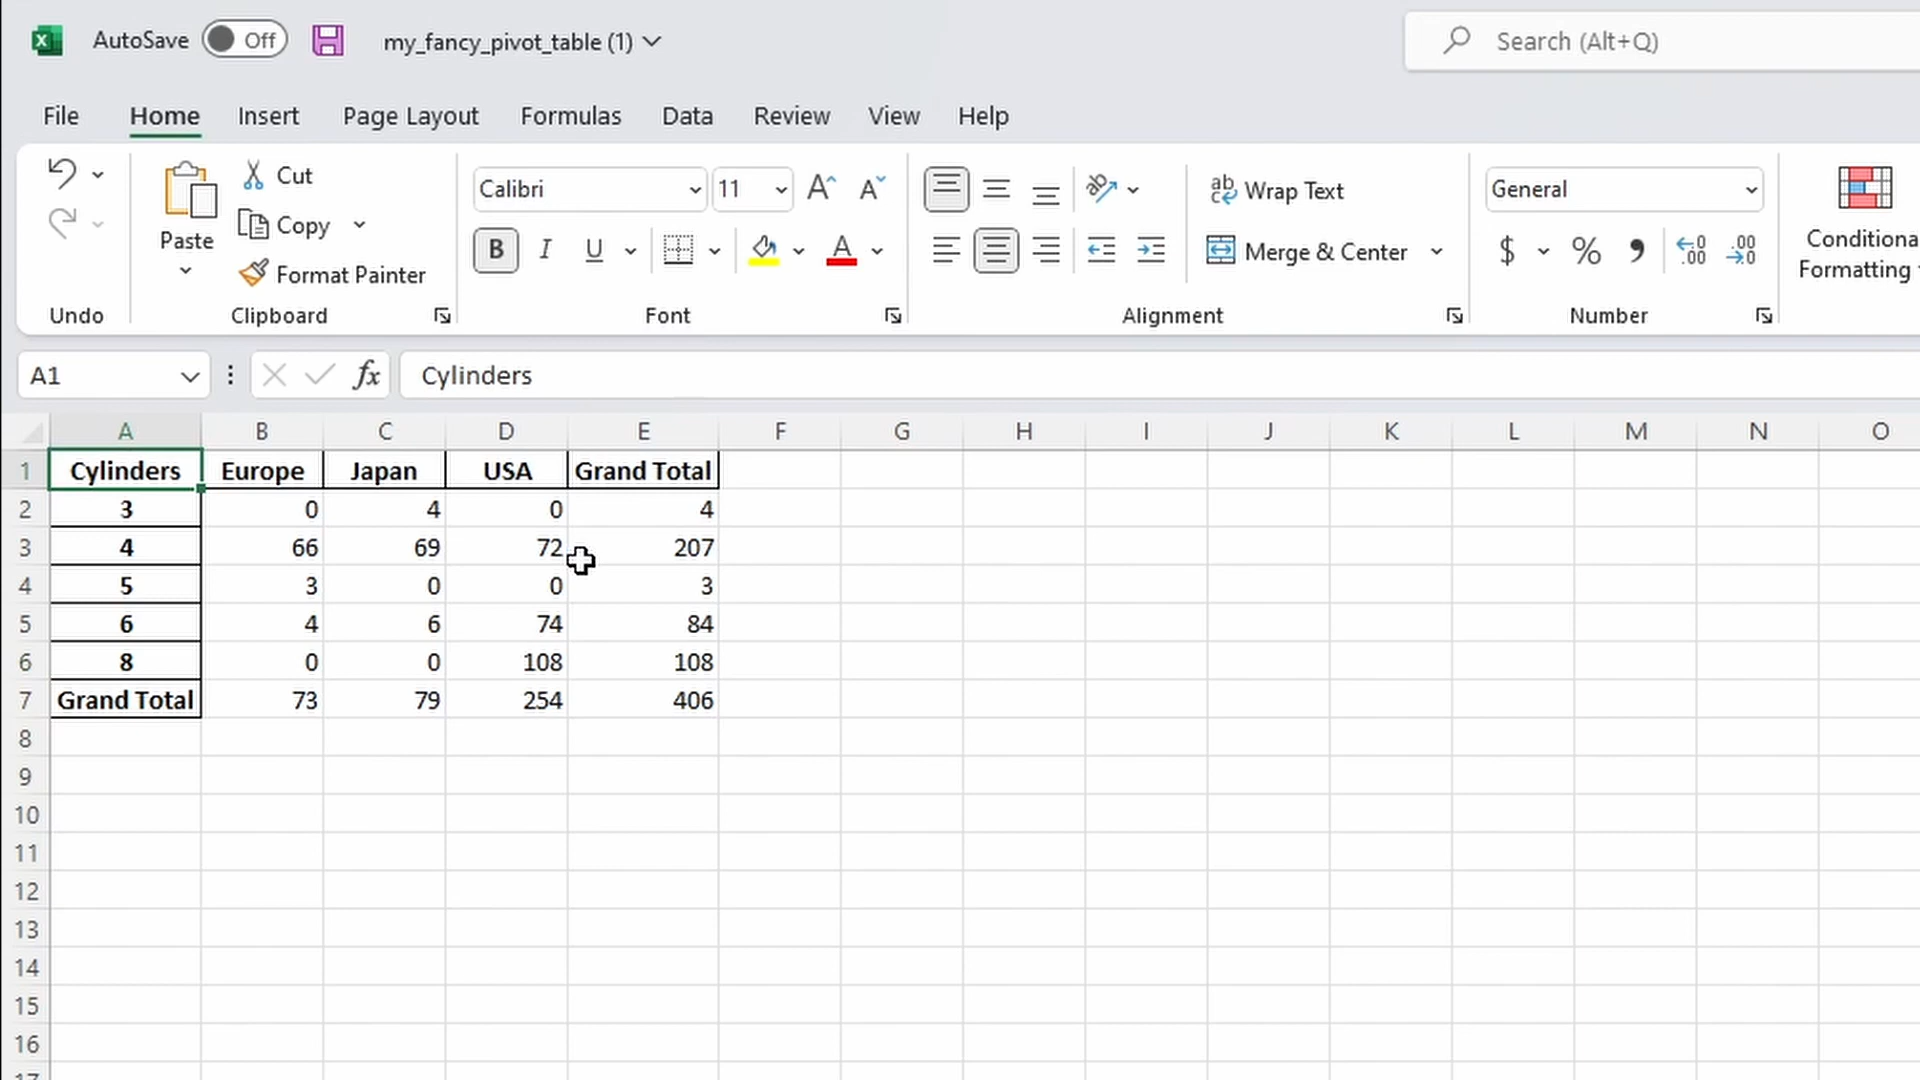 AutoSave Off my_fancy_pivot_table (1) Search (Alt+Q)
File Home Insert Page Layout Formulas Data Review View Help
Cut
Copy
Format Painter
Paste
Calibri 11
B I U
Wrap Text
Merge & Center
General
$ % ,
Conditiona
Formatting
Undo Clipboard Font Alignment Number
A1 fx Cylinders
A B C D E F G H I J K L M N O
1 Cylinders Europe Japan USA Grand Total
2 3 0 4 0 4
3 4 66 69 72 207
4 5 3 0 0 3
5 6 4 6 74 84
6 8 0 0 108 108
7 Grand Total 73 79 254 406
8
9
10
11
12
13
14
15
16
17